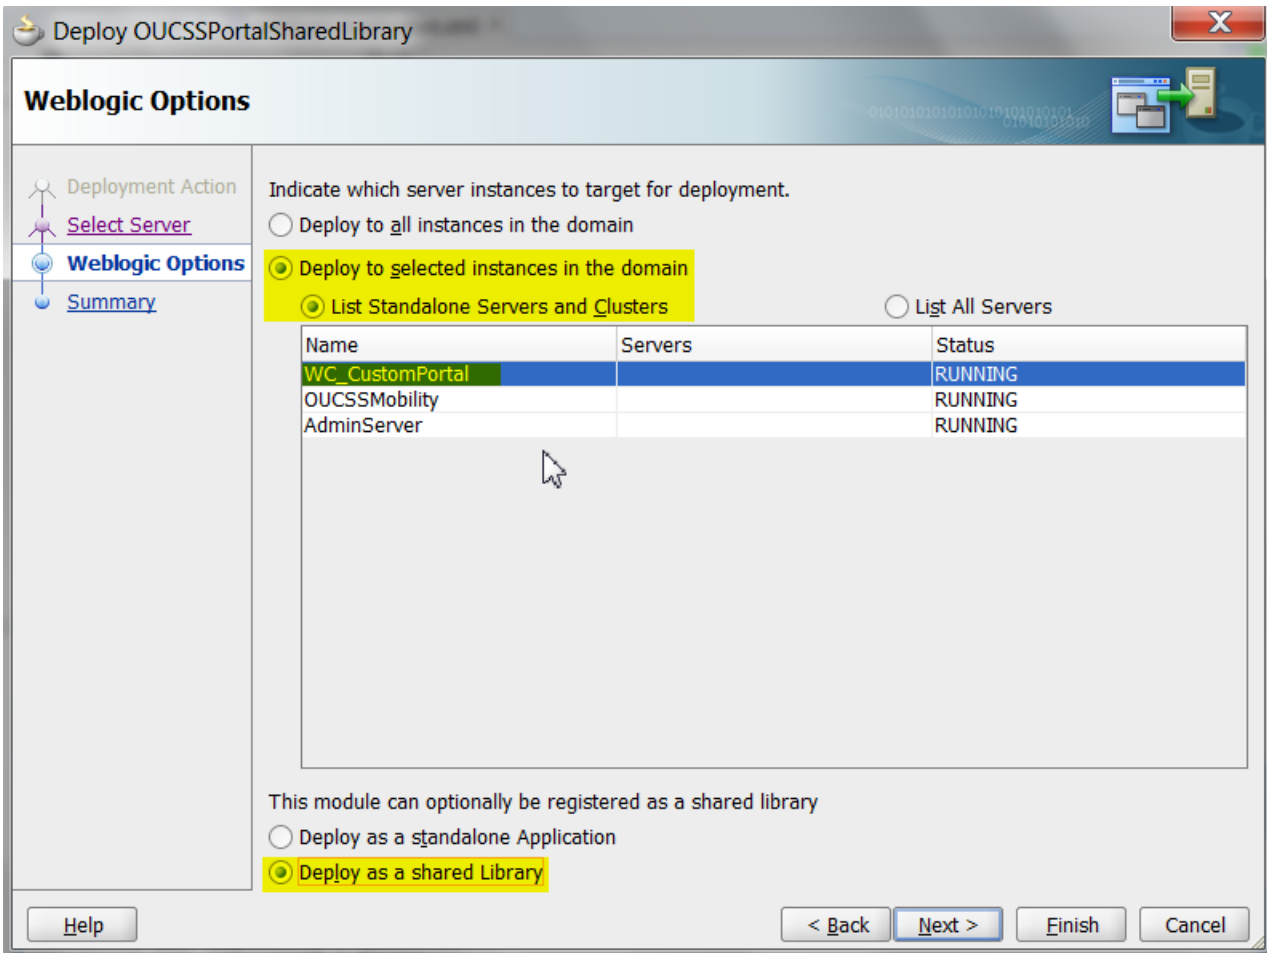 Deploy OUCSSPortalSharedLibrary
Weblogic Options
Deployment Action
Select Server
Weblogic Options
Summary
Indicate which server instances to target for deployment.
Deploy to all instances in the domain
Deploy to selected instances in the domain
List Standalone Servers and Clusters List All Servers
Name Servers Status
WC_CustomPortal RUNNING
OUCSSMobility RUNNING
AdminServer RUNNING
This module can optionally be registered as a shared library
Deploy as a standalone Application
Deploy as a shared Library
Help < Back Next > Finish Cancel